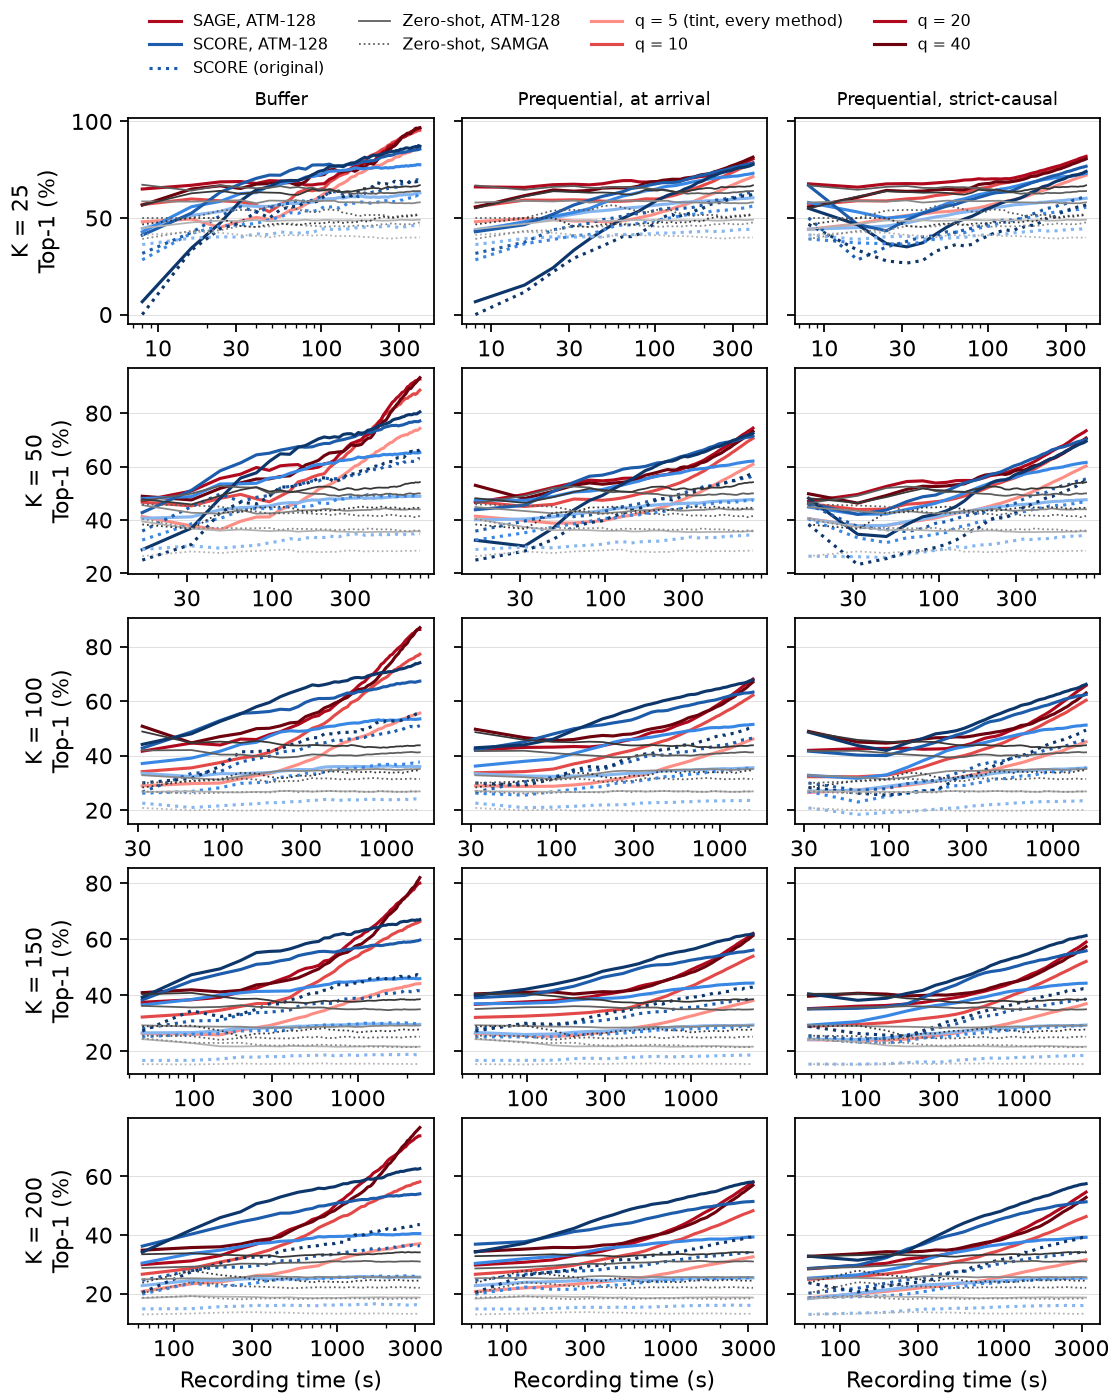 SAGE, ATM-128
SCORE, ATM-128
SCORE (original)
Zero-shot, ATM-128
Zero-shot, SAMGA
q = 5 (tint, every method)
q = 10
q = 20
q = 40
Buffer
Prequential, at arrival
Prequential, strict-causal
K = 25
Top-1 (%)
100
50
0
10 30 100 300
10 30 100 300
10 30 100 300
K = 50
Top-1 (%)
80
60
40
20
30 100 300
30 100 300
30 100 300
K = 100
Top-1 (%)
80
60
40
20
30 100 300 1000
30 100 300 1000
30 100 300 1000
K = 150
Top-1 (%)
80
60
40
20
100 300 1000
100 300 1000
100 300 1000
K = 200
Top-1 (%)
60
40
20
100 300 1000 3000
100 300 1000 3000
100 300 1000 3000
Recording time (s)
Recording time (s)
Recording time (s)